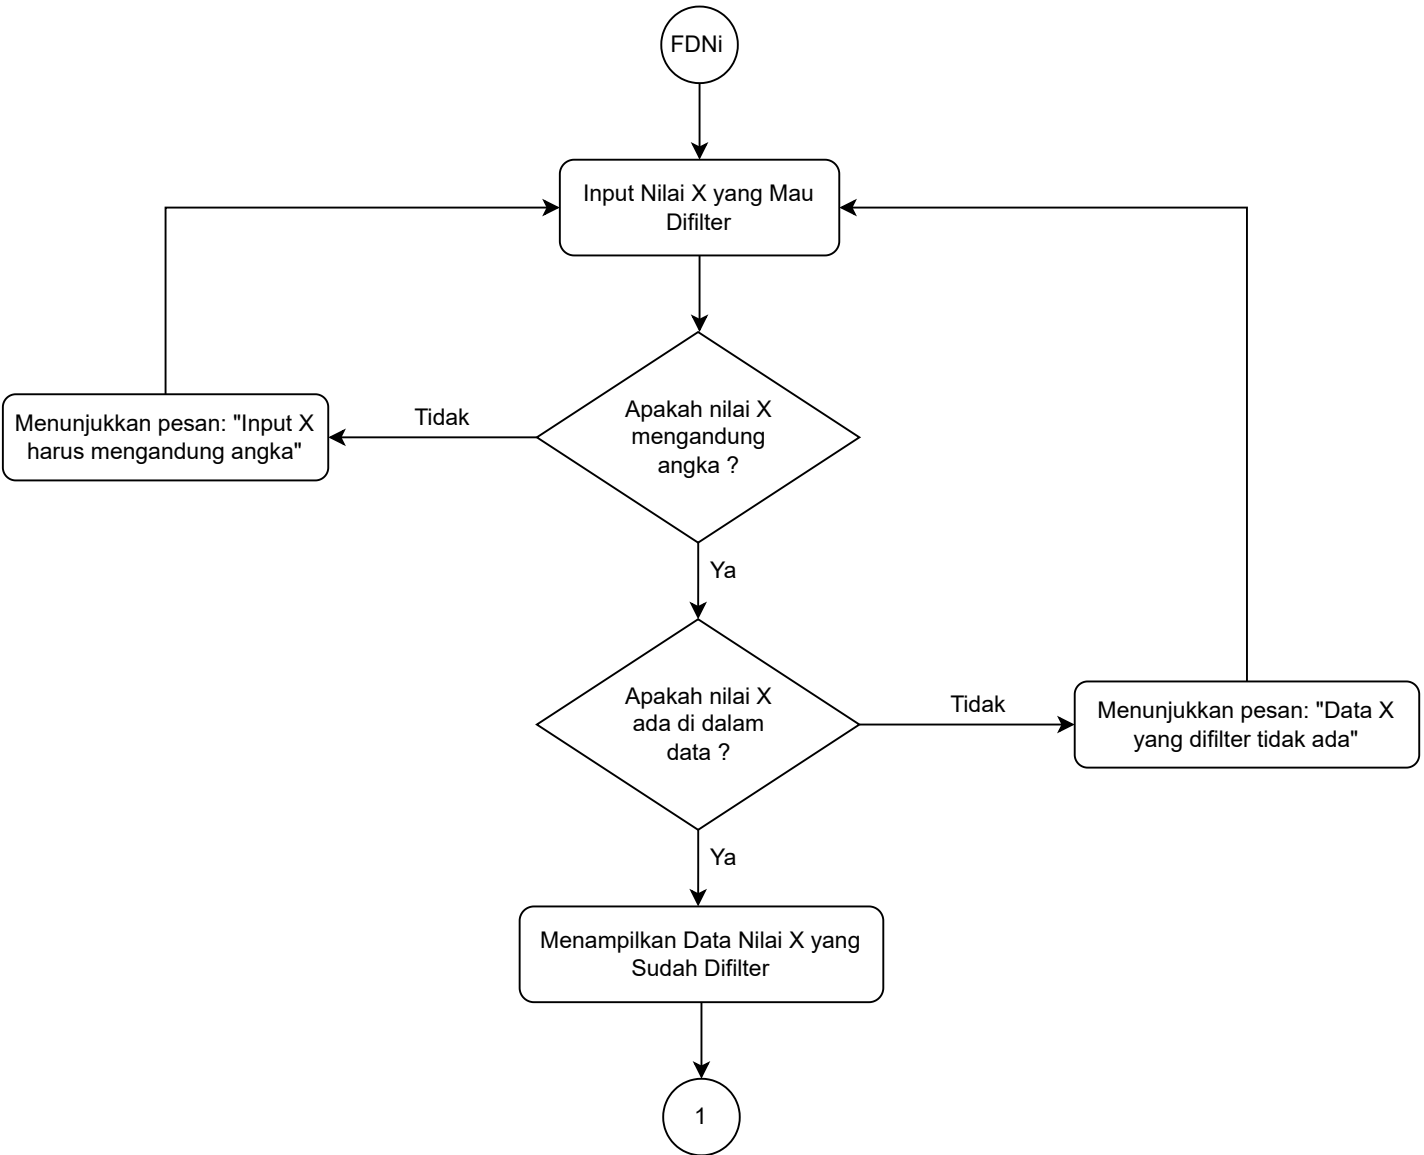 FDNi
Input Nilai X yang Mau
Difilter
Apakah nilai X
mengandung
angka ?
Tidak
Menunjukkan pesan: "Input X
harus mengandung angka"
Ya
Apakah nilai X
ada di dalam
data ?
Tidak
Menunjukkan pesan: "Data X
yang difilter tidak ada"
Ya
Menampilkan Data Nilai X yang
Sudah Difilter
1